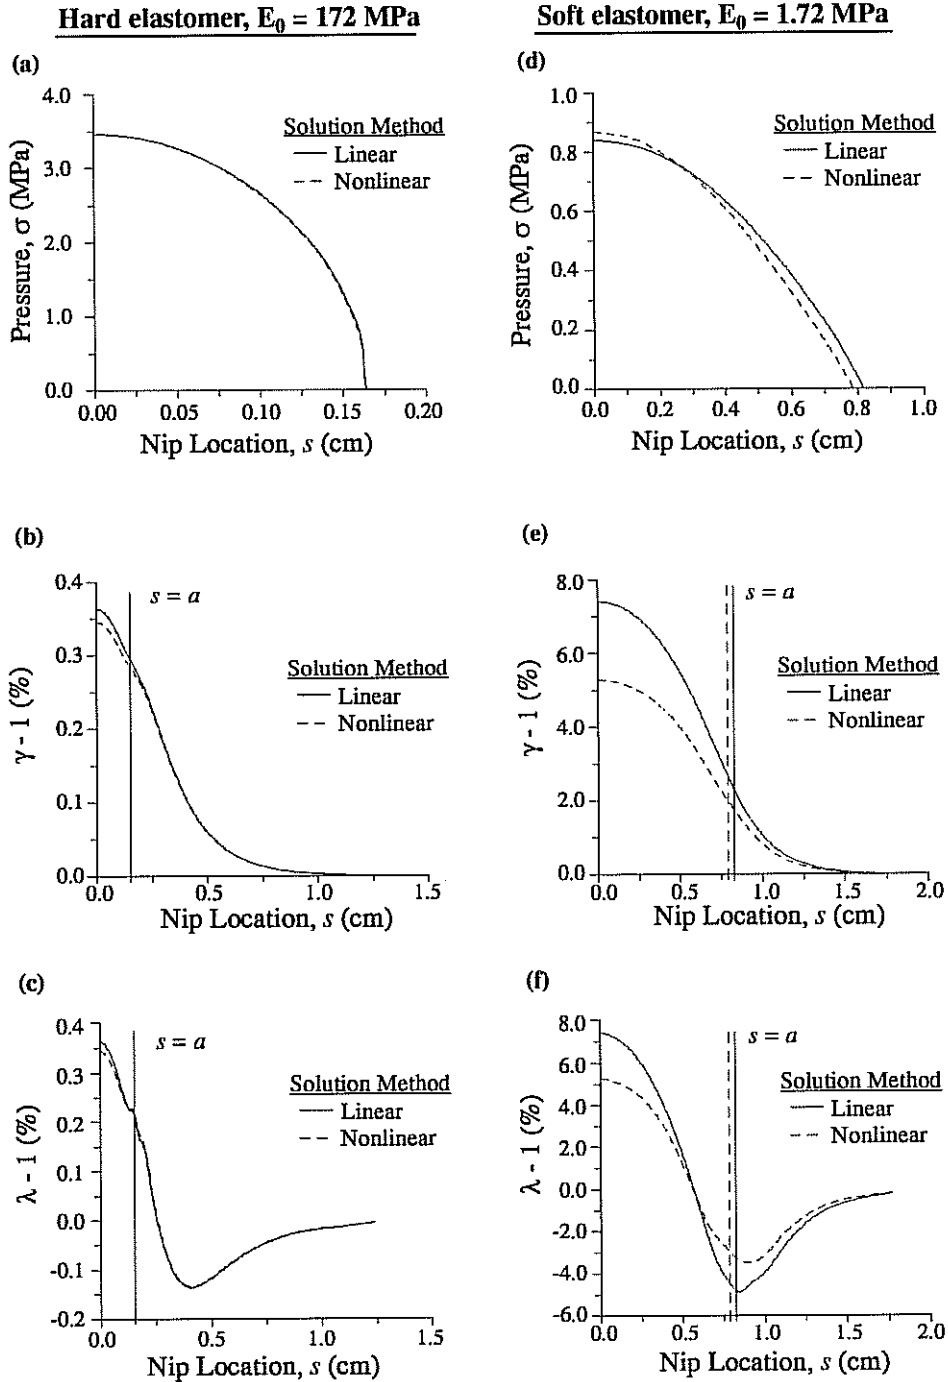 Hard elastomer, E0 = 172 MPa
Soft elastomer, E0 = 1.72 MPa
(a)
4.0
3.0
2.0
1.0
0.0
Pressure, σ (MPa)
Solution Method
Linear
Nonlinear
0.00 0.05 0.10 0.15 0.20
Nip Location, s (cm)
(d)
1.0
0.8
0.6
0.4
0.2
0.0
Pressure, σ (MPa)
Solution Method
Linear
Nonlinear
0.0 0.2 0.4 0.6 0.8 1.0
Nip Location, s (cm)
(b)
0.4
0.3
0.2
0.1
0.0
γ - 1 (%)
s = a
Solution Method
Linear
Nonlinear
0.0 0.5 1.0 1.5
Nip Location, s (cm)
(e)
8.0
6.0
4.0
2.0
0.0
γ - 1 (%)
s = a
Solution Method
Linear
Nonlinear
0.0 0.5 1.0 1.5 2.0
Nip Location, s (cm)
(c)
0.4
0.3
0.2
0.1
0.0
-0.1
-0.2
λ - 1 (%)
s = a
Solution Method
Linear
Nonlinear
0.0 0.5 1.0 1.5
Nip Location, s (cm)
(f)
8.0
6.0
4.0
2.0
0.0
-2.0
-4.0
-6.0
λ - 1 (%)
s = a
Solution Method
Linear
Nonlinear
0.0 0.5 1.0 1.5 2.0
Nip Location, s (cm)